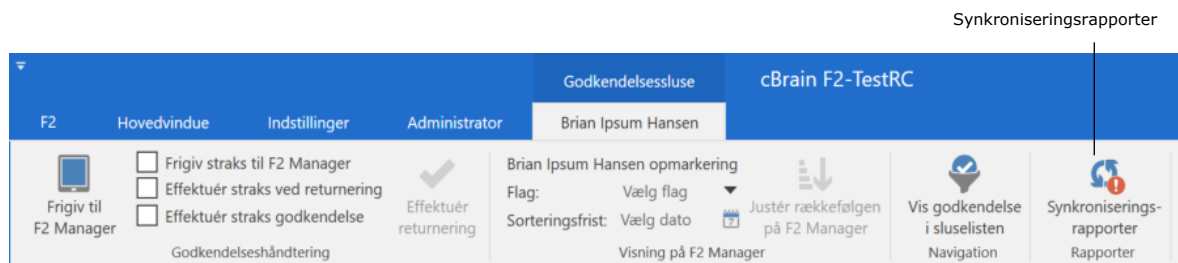 Synkroniseringsrapporter
Godkendelsessluse
cBrain F2-TestRC
F2
Hovedvindue
Indstillinger
Administrator
Brian Ipsum Hansen
Frigiv til
F2 Manager
Frigiv straks til F2 Manager
Effektuér straks ved returnering
Effektuér straks godkendelse
Effektuér
returnering
Godkendelseshåndtering
Brian Ipsum Hansen opmarkering
Flag: Vælg flag
Sorteringsfrist: Vælg dato
Justér rækkefølgen
på F2 Manager
Visning på F2 Manager
Vis godkendelse
i sluselisten
Navigation
Synkroniserings-
rapporter
Rapporter